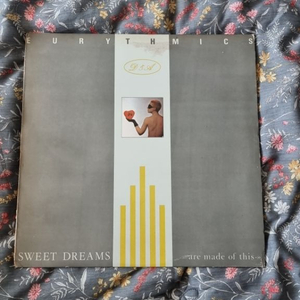 EURYTHMICS
D&A
SWEET DREAMS
-are made of this-